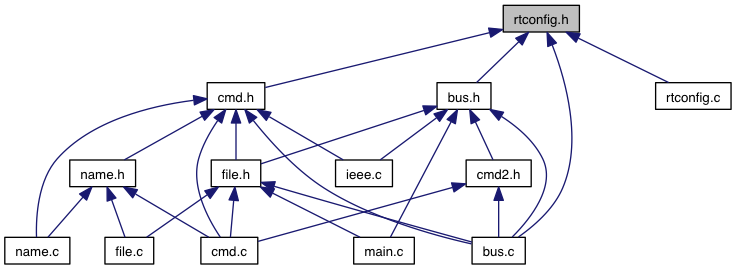 rtconfig.h
cmd.h
bus.h
rtconfig.c
name.h
file.h
ieee.c
cmd2.h
name.c
file.c
cmd.c
main.c
bus.c